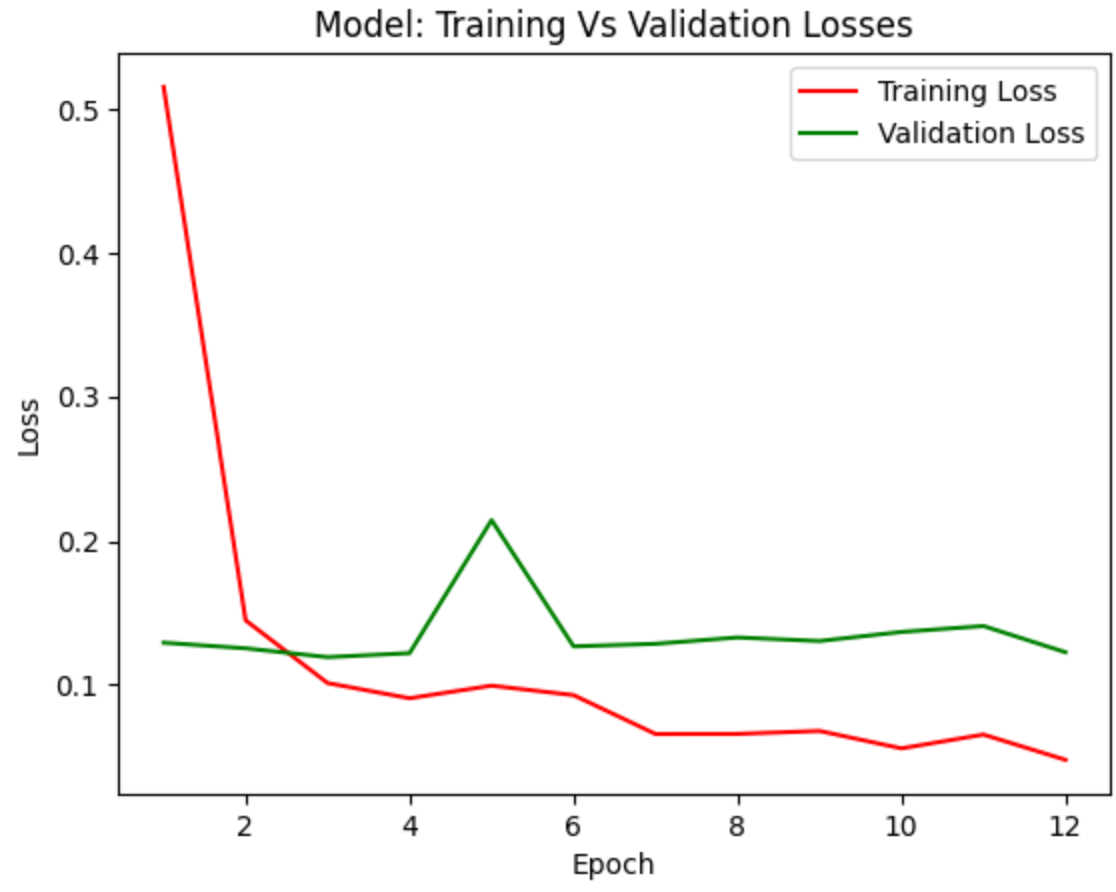 Model: Training Vs Validation Losses
Training Loss
Validation Loss
0.5
0.4
0.3
0.2
0.1
Loss
2 4 6 8 10 12
Epoch